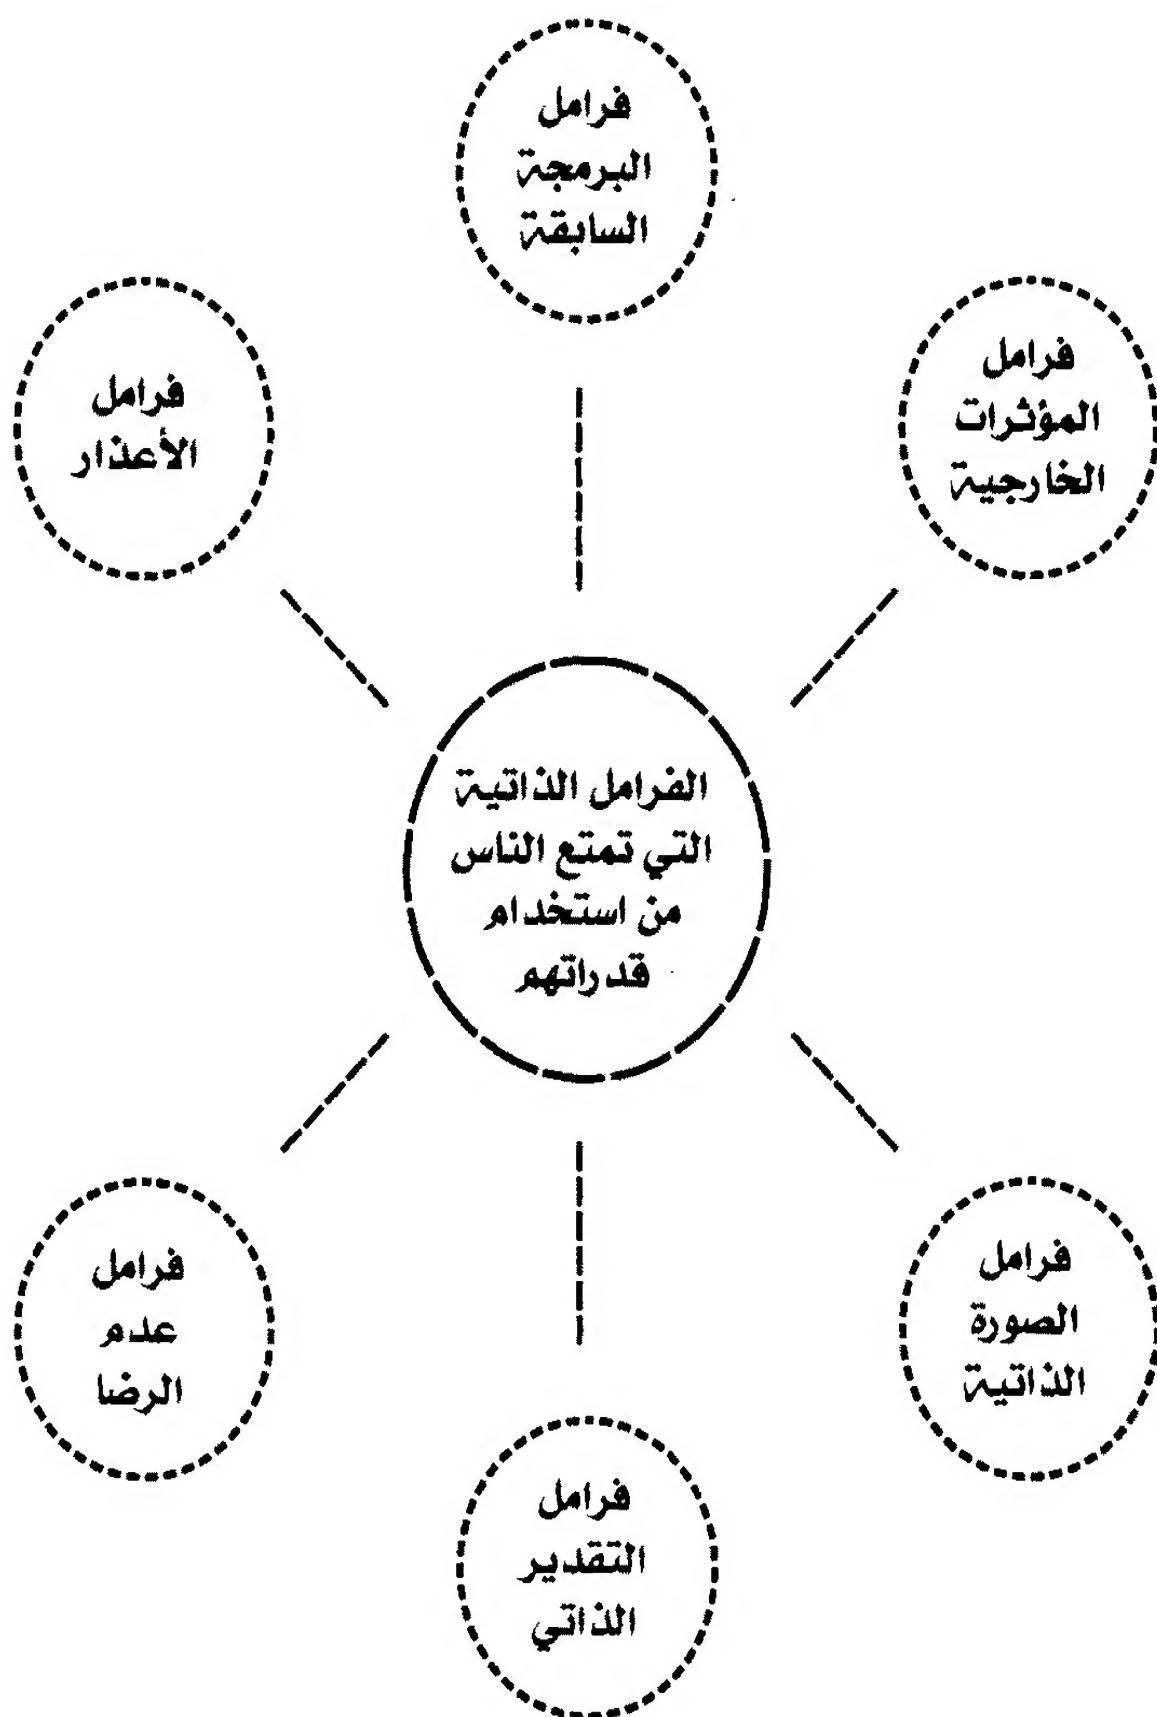 فرامل
البرمجة
السابقة
فرامل
المؤثرات
الخارجية
فرامل
الأعذار
الفرامل الذاتية
التي تمتع الناس
من استخدام
قدراتهم
فرامل
الصورة
الذاتية
فرامل
عدم
الرضا
فرامل
التقدير
الذاتي